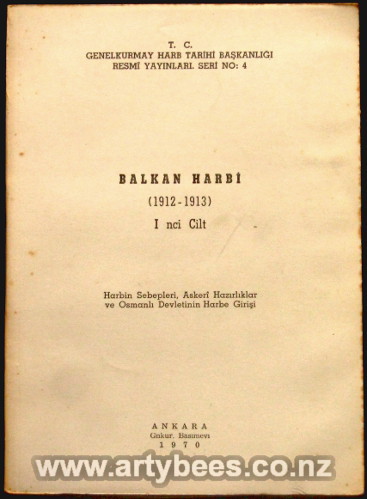 T. C.
GENELKURMAY HARB TARİHİ BAŞKANLIĞI
RESMİ YAYINLARI. SERİ NO: 4
BALKAN HARBİ
(1912-1913)
I nci Cilt
Harbin Sebepleri, Askerî Hazırlıklar
ve Osmanlı Devletinin Harbe Girişi
ANKARA
Gnkur. Basımevi
1970
www.artybees.co.nz